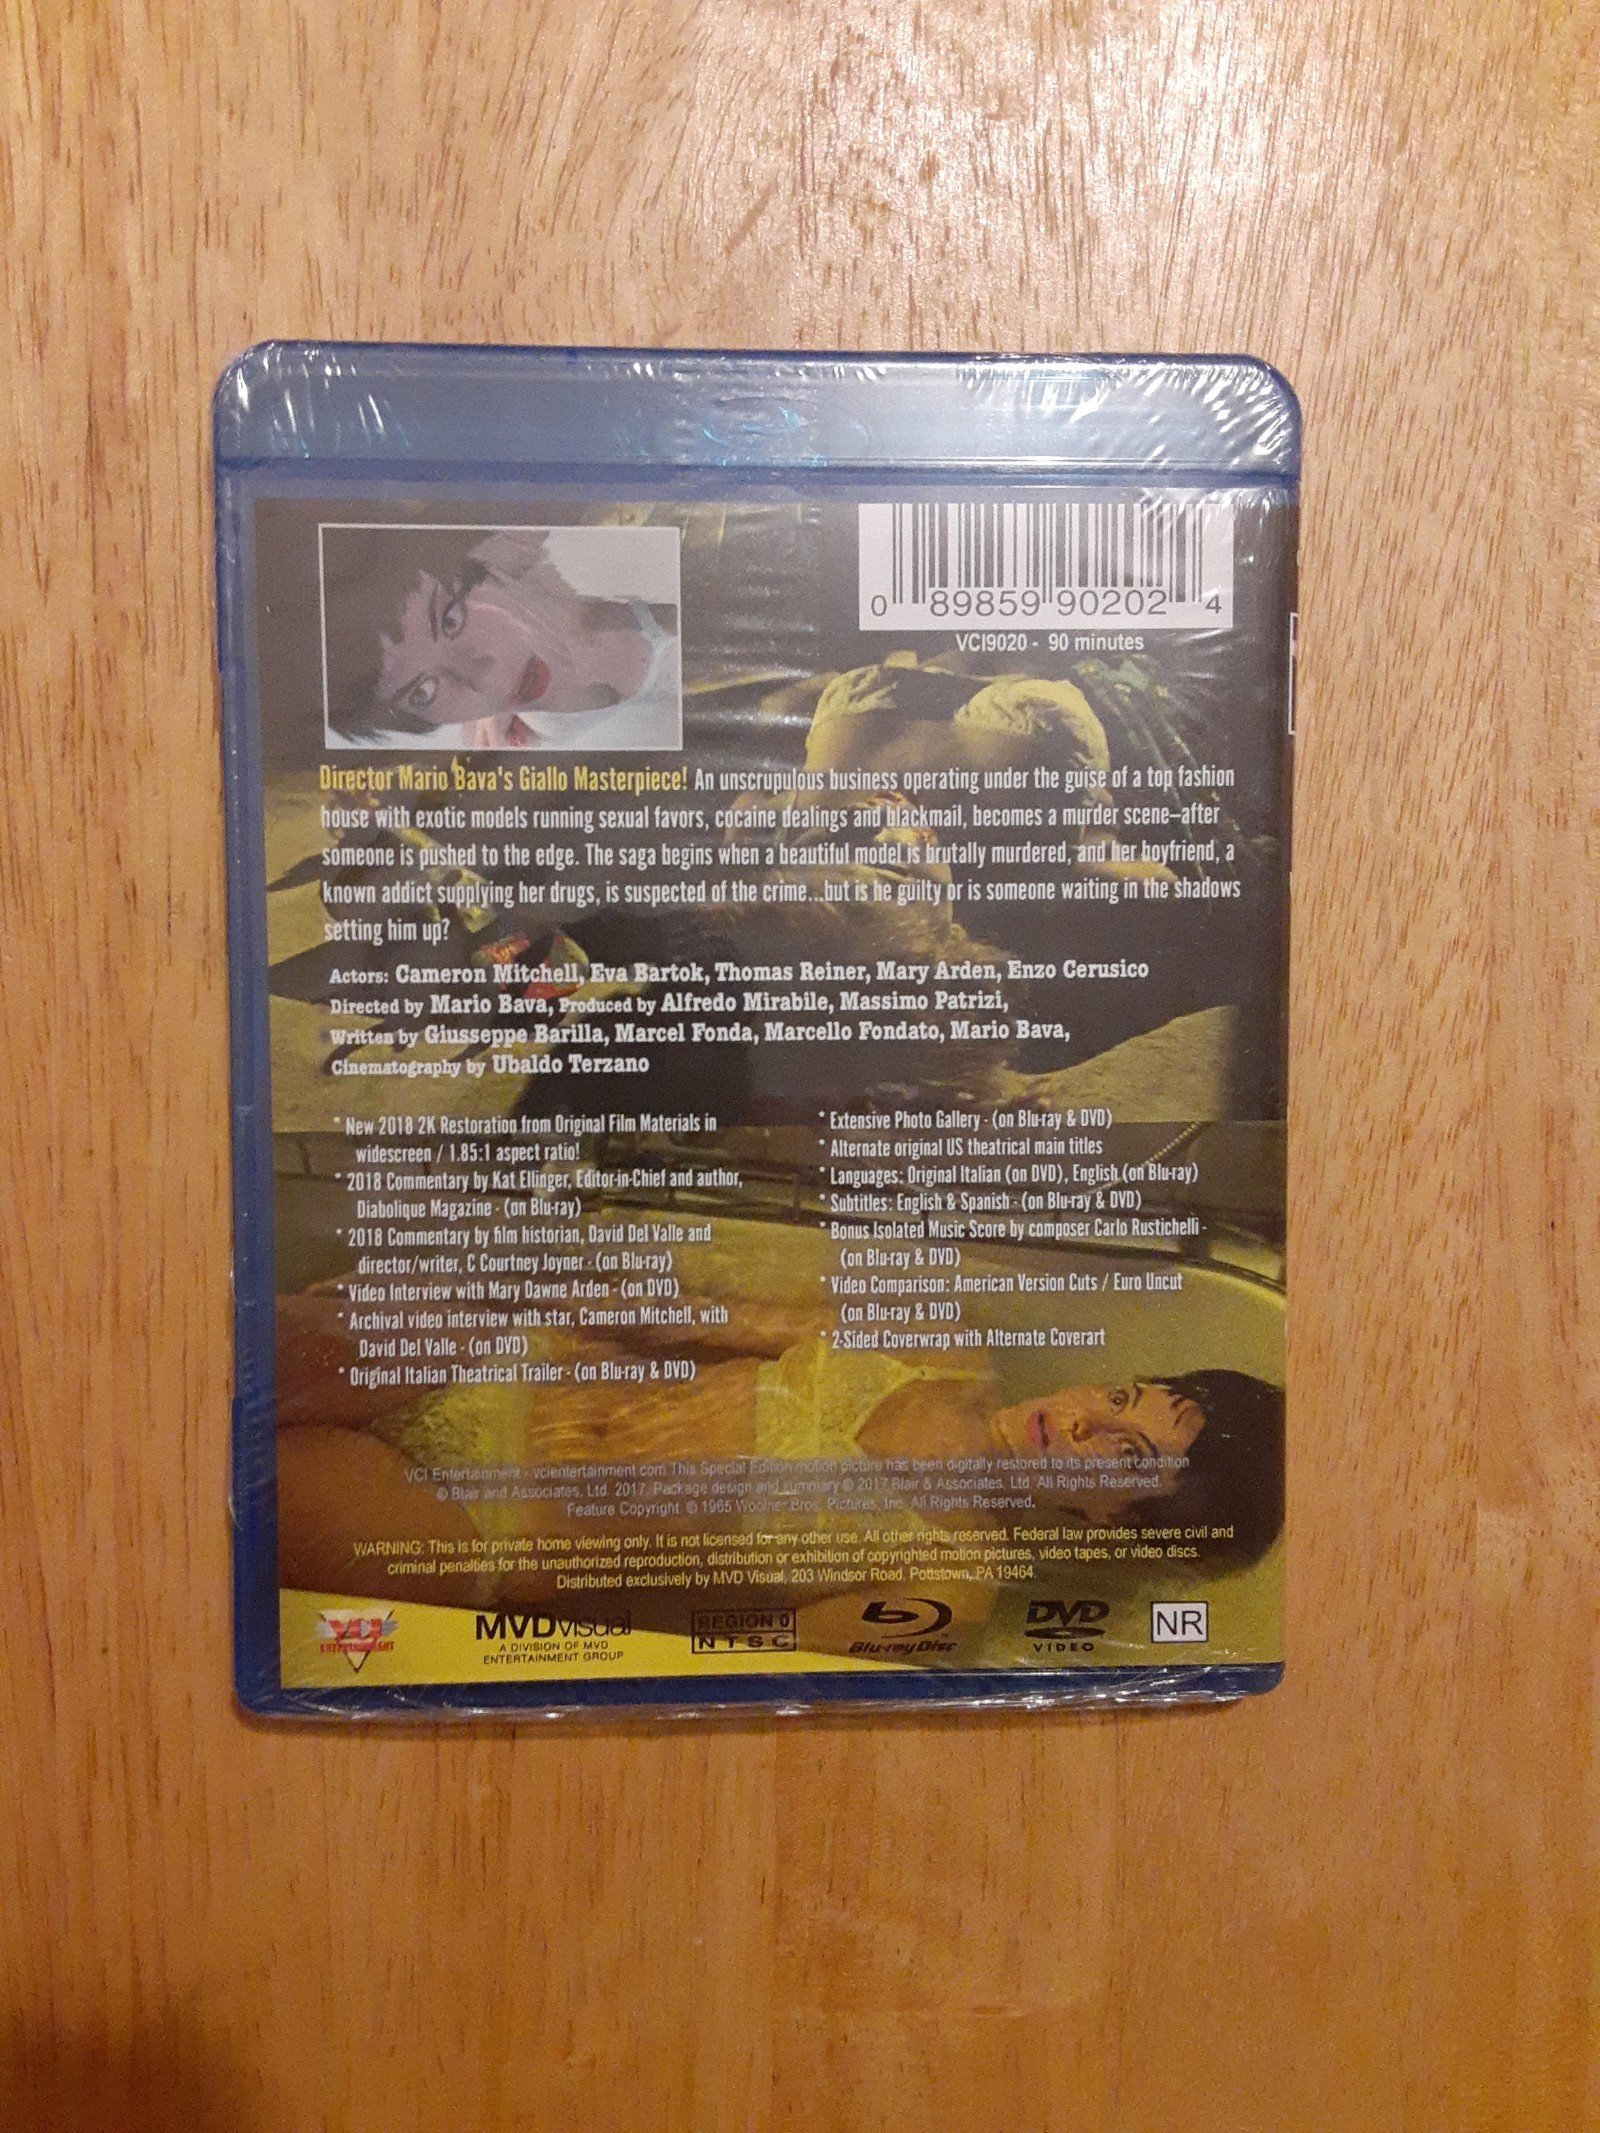 0 89859 90202 4
VCI9020 - 90 minutes
Director Mario Bava's Giallo Masterpiece! An unscrupulous business operating under the guise of a top fashion
house with exotic models running sexual favors, cocaine dealings and blackmail, becomes a murder scene–after
someone is pushed to the edge. The saga begins when a beautiful model is brutally murdered, and her boyfriend, a
known addict supplying her drugs, is suspected of the crime...but is he guilty or is someone waiting in the shadows
setting him up?
Actors: Cameron Mitchell, Eva Bartok, Thomas Reiner, Mary Arden, Enzo Cerusico
Directed by Mario Bava, Produced by Alfredo Mirabile, Massimo Patrizi,
Written by Giusseppe Barilla, Marcel Fonda, Marcello Fondato, Mario Bava,
Cinematography by Ubaldo Terzano
* New 2018 2K Restoration from Original Film Materials in
widescreen / 1.85:1 aspect ratio!
* 2018 Commentary by Kat Ellinger, Editor-in-Chief and author,
Diabolique Magazine - (on Blu-ray)
* 2018 Commentary by film historian, David Del Valle and
director/writer, C Courtney Joyner - (on Blu-ray)
* Video Interview with Mary Dawne Arden - (on DVD)
* Archival video interview with star, Cameron Mitchell, with
David Del Valle - (on DVD)
* Original Italian Theatrical Trailer - (on Blu-ray & DVD)
* Extensive Photo Gallery - (on Blu-ray & DVD)
* Alternate original US theatrical main titles
* Languages: Original Italian (on DVD), English (on Blu-ray)
* Subtitles: English & Spanish - (on Blu-ray & DVD)
* Bonus Isolated Music Score by composer Carlo Rustichelli -
(on Blu-ray & DVD)
* Video Comparison: American Version Cuts / Euro Uncut
(on Blu-ray & DVD)
* 2-Sided Coverwrap with Alternate Coverart
VCI Entertainment - vcientertainment.com This Special Edition motion picture has been digitally restored to its present condition
© Blair and Associates, Ltd. 2017. Package design and summary © 2017 Blair & Associates, Ltd. All Rights Reserved.
Feature Copyright. © 1965 Woolner Bros. Pictures, Inc. All Rights Reserved.
WARNING: This is for private home viewing only. It is not licensed for any other use. All other rights reserved. Federal law provides severe civil and
criminal penalties for the unauthorized reproduction, distribution or exhibition of copyrighted motion pictures, video tapes, or video discs.
Distributed exclusively by MVD Visual, 203 Windsor Road. Pottstown, PA 19464.
VCI
ENTERTAINMENT
MVDvisual
A DIVISION OF MVD
ENTERTAINMENT GROUP
REGION 0
NTSC
Blu-ray Disc
DVD
VIDEO
NR